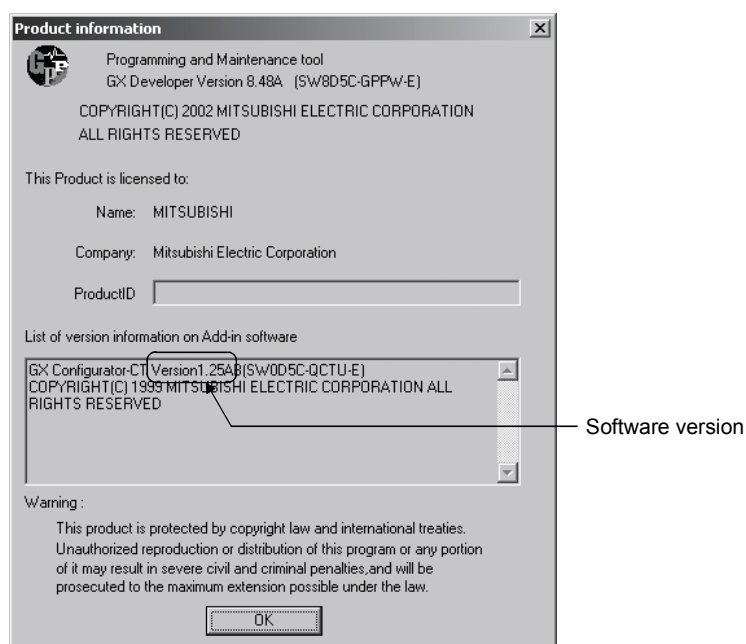 Product information
Programming and Maintenance tool
GX Developer Version 8.48A (SW8D5C-GPPW-E)
COPYRIGHT(C) 2002 MITSUBISHI ELECTRIC CORPORATION
ALL RIGHTS RESERVED
This Product is licensed to:
Name: MITSUBISHI
Company: Mitsubishi Electric Corporation
ProductID
List of version information on Add-in software
GX Configurator-CT Version1.25AB(SW0D5C-QCTU-E)
COPYRIGHT(C) 1999 MITSUBISHI ELECTRIC CORPORATION ALL
RIGHTS RESERVED
Software version
Warning :
This product is protected by copyright law and international treaties.
Unauthorized reproduction or distribution of this program or any portion
of it may result in severe civil and criminal penalties,and will be
prosecuted to the maximum extension possible under the law.
OK